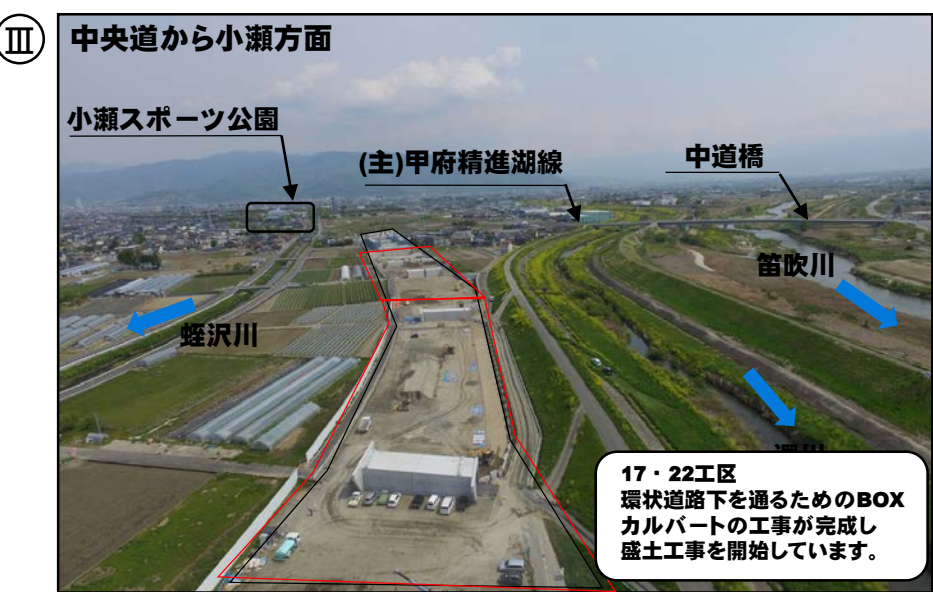 Ⅲ
中央道から小瀬方面
小瀬スポーツ公園
(主)甲府精進湖線
中道橋
笛吹川
蛭沢川
17・22工区
環状道路下を通るためのBOX
カルバートの工事が完成し
盛土工事を開始しています。